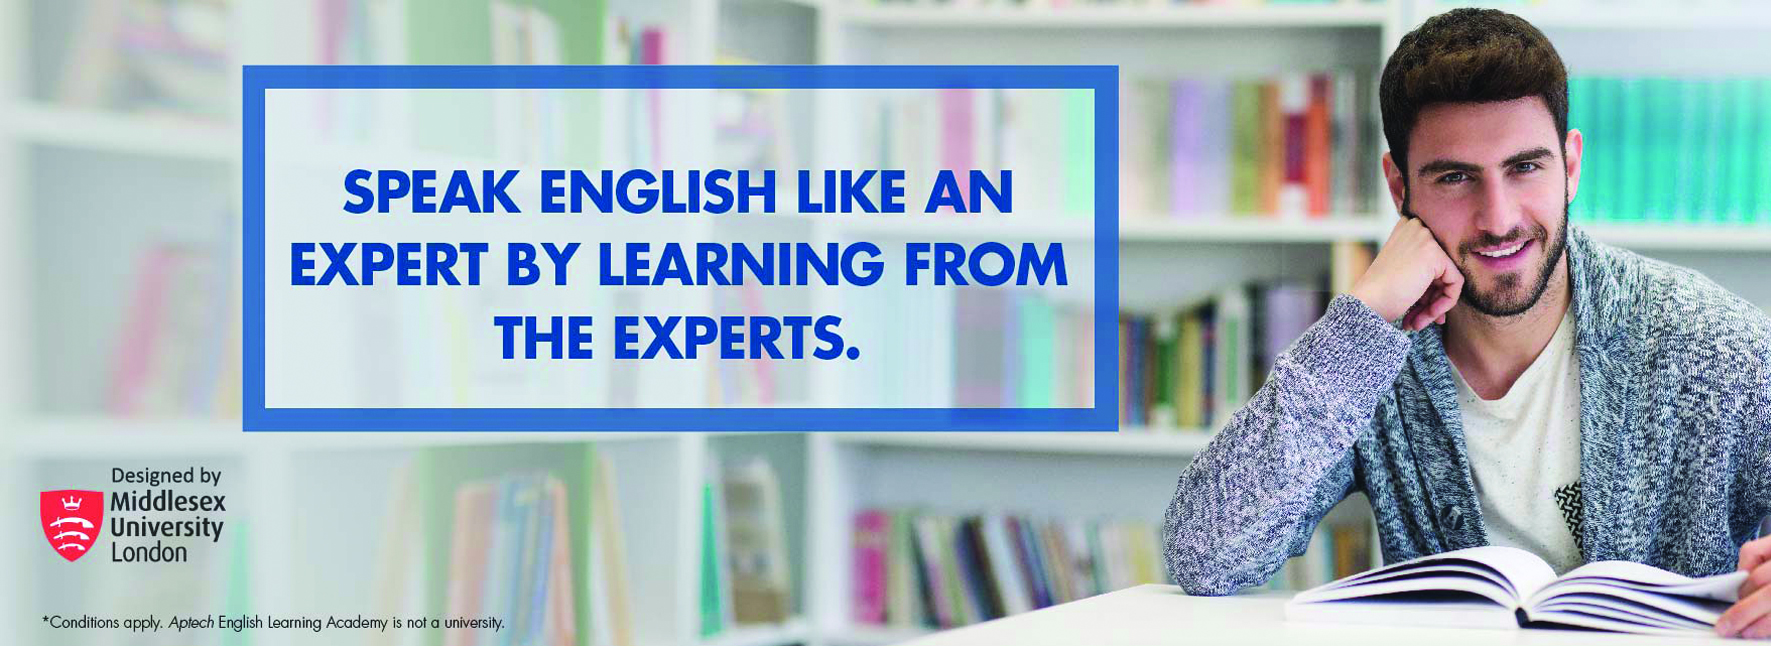 SPEAK ENGLISH LIKE AN
EXPERT BY LEARNING FROM
THE EXPERTS.
Designed by
Middlesex
University
London
*Conditions apply. Aptech English Learning Academy is not a university.